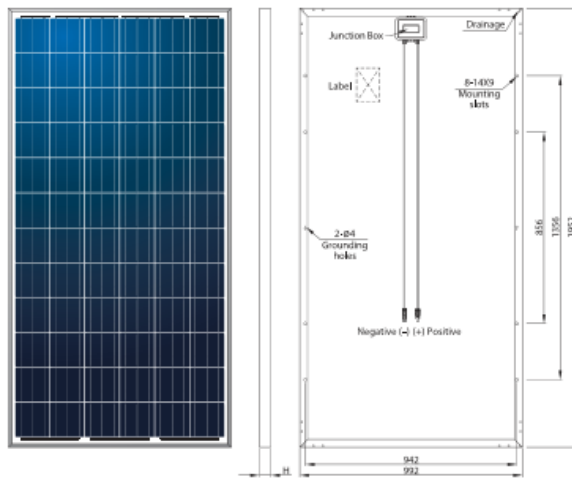 Junction Box
Drainage
Label
8-14X9
Mounting
slots
2-ø4
Grounding
holes
856
1356
Negative (-) (+) Positive
942
992
H